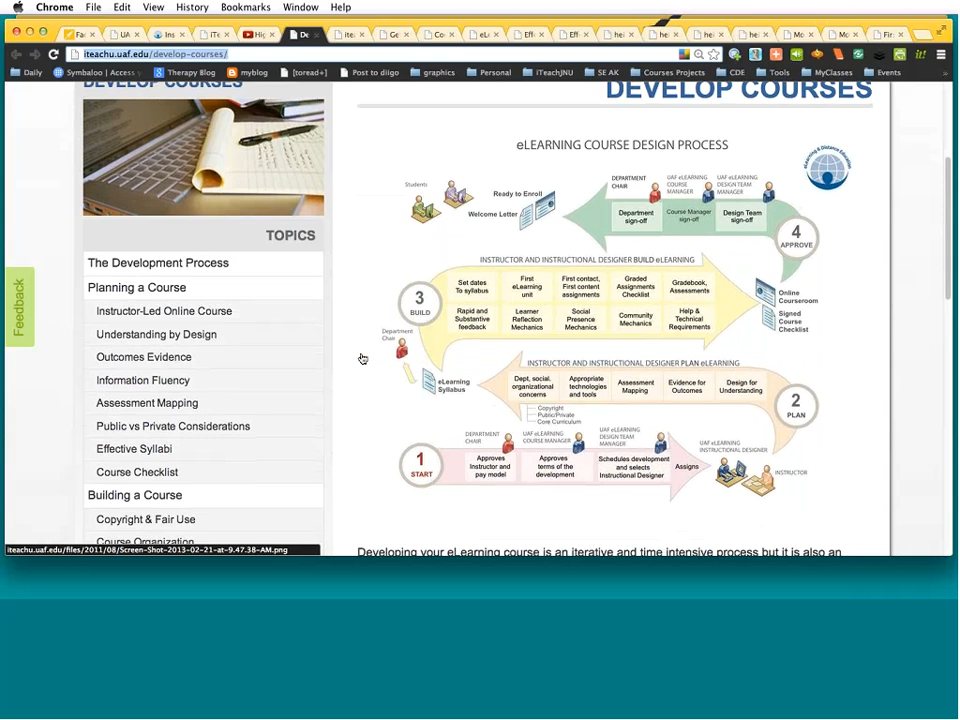 Chrome File Edit View History Bookmarks Window Help
iteachu.uaf.edu/develop-courses/
Daily Symbaloo | Access Therapy Blog myblog [toread+] Post to diigo graphics Personal ITeachJNU SE AK Courses Projects CDE Tools MyClasses Events
DEVELOP COURSES
TOPICS
The Development Process
Planning a Course
Instructor-Led Online Course
Understanding by Design
Outcomes Evidence
Information Fluency
Assessment Mapping
Public vs Private Considerations
Effective Syllabi
Course Checklist
Building a Course
Copyright & Fair Use
Course Organization
Feedback
iteachu.uaf.edu/files/2011/08/Screen-Shot-2013-02-21-at-9.47.38-AM.png
DEVELOP COURSES
eLEARNING COURSE DESIGN PROCESS
eLearning & Distance Education
Students
Ready to Enroll
Welcome Letter
DEPARTMENT
CHAIR
UAF eLEARNING
COURSE
MANAGER
UAF eLEARNING
DESIGN TEAM
MANAGER
Department
sign-off
Course Manager
sign-off
Design Team
sign-off
4
APPROVE
INSTRUCTOR AND INSTRUCTIONAL DESIGNER BUILD eLEARNING
3
BUILD
Set dates
To syllabus
First
eLearning
unit
First contact,
First content
assignments
Graded
Assignments
Checklist
Gradebook,
Assessments
Rapid and
Substantive
feedback
Learner
Reflection
Mechanics
Social
Presence
Mechanics
Community
Mechanics
Help &
Technical
Requirements
Online
Courseroom
Signed
Course
Checklist
Department
Chair
eLearning
Syllabus
INSTRUCTOR AND INSTRUCTIONAL DESIGNER PLAN eLEARNING
Dept, social,
organizational
concerns
Appropriate
technologies
and tools
Assessment
Mapping
Evidence for
Outcomes
Design for
Understanding
2
PLAN
Copyright
Public/Private
Core Curriculum
1
START
DEPARTMENT
CHAIR
UAF eLEARNING
COURSE MANAGER
UAF eLEARNING
DESIGN TEAM
MANAGER
Approves
Instructor and
pay model
Approves
terms of the
development
Schedules development
and selects
Instructional Designer
Assigns
UAF eLEARNING
INSTRUCTIONAL DESIGNER
INSTRUCTOR
Developing your eLearning course is an iterative and time intensive process but it is also an